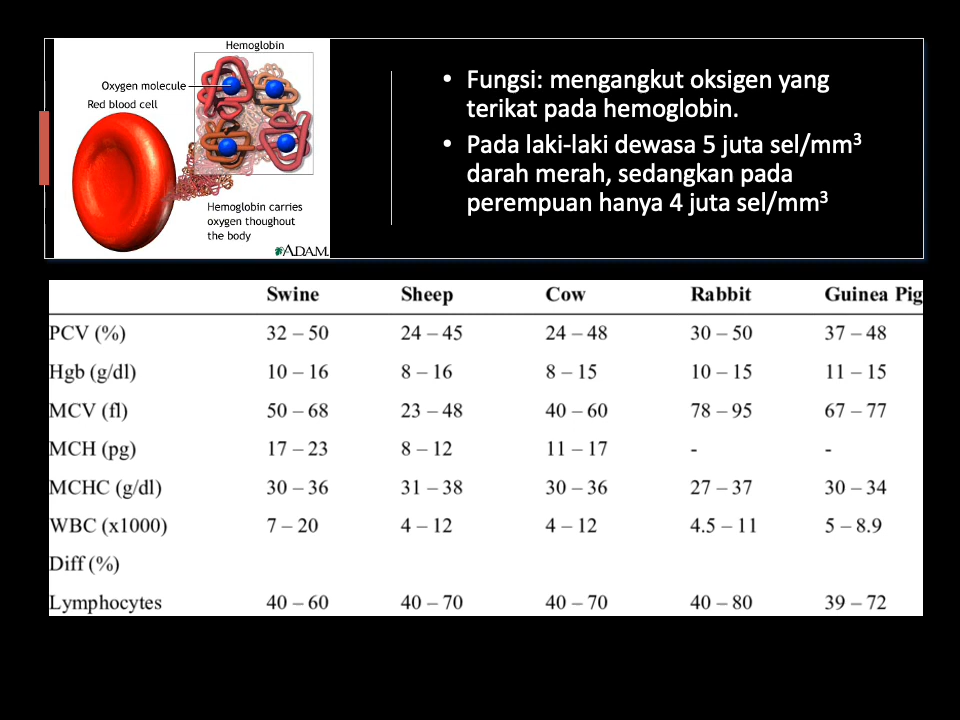 Hemoglobin
Oxygen molecule
Red blood cell
Hemoglobin carries
oxygen thoughout
the body
ADAM.
• Fungsi: mengangkut oksigen yang
terikat pada hemoglobin.
• Pada laki-laki dewasa 5 juta sel/mm³
darah merah, sedangkan pada
perempuan hanya 4 juta sel/mm³
Swine Sheep Cow Rabbit Guinea Pig
PCV (%) 32 – 50 24 – 45 24 – 48 30 – 50 37 – 48
Hgb (g/dl) 10 – 16 8 – 16 8 – 15 10 – 15 11 – 15
MCV (fl) 50 – 68 23 – 48 40 – 60 78 – 95 67 – 77
MCH (pg) 17 – 23 8 – 12 11 – 17 - -
MCHC (g/dl) 30 – 36 31 – 38 30 – 36 27 – 37 30 – 34
WBC (x1000) 7 – 20 4 – 12 4 – 12 4.5 – 11 5 – 8.9
Diff (%)
Lymphocytes 40 – 60 40 – 70 40 – 70 40 – 80 39 – 72